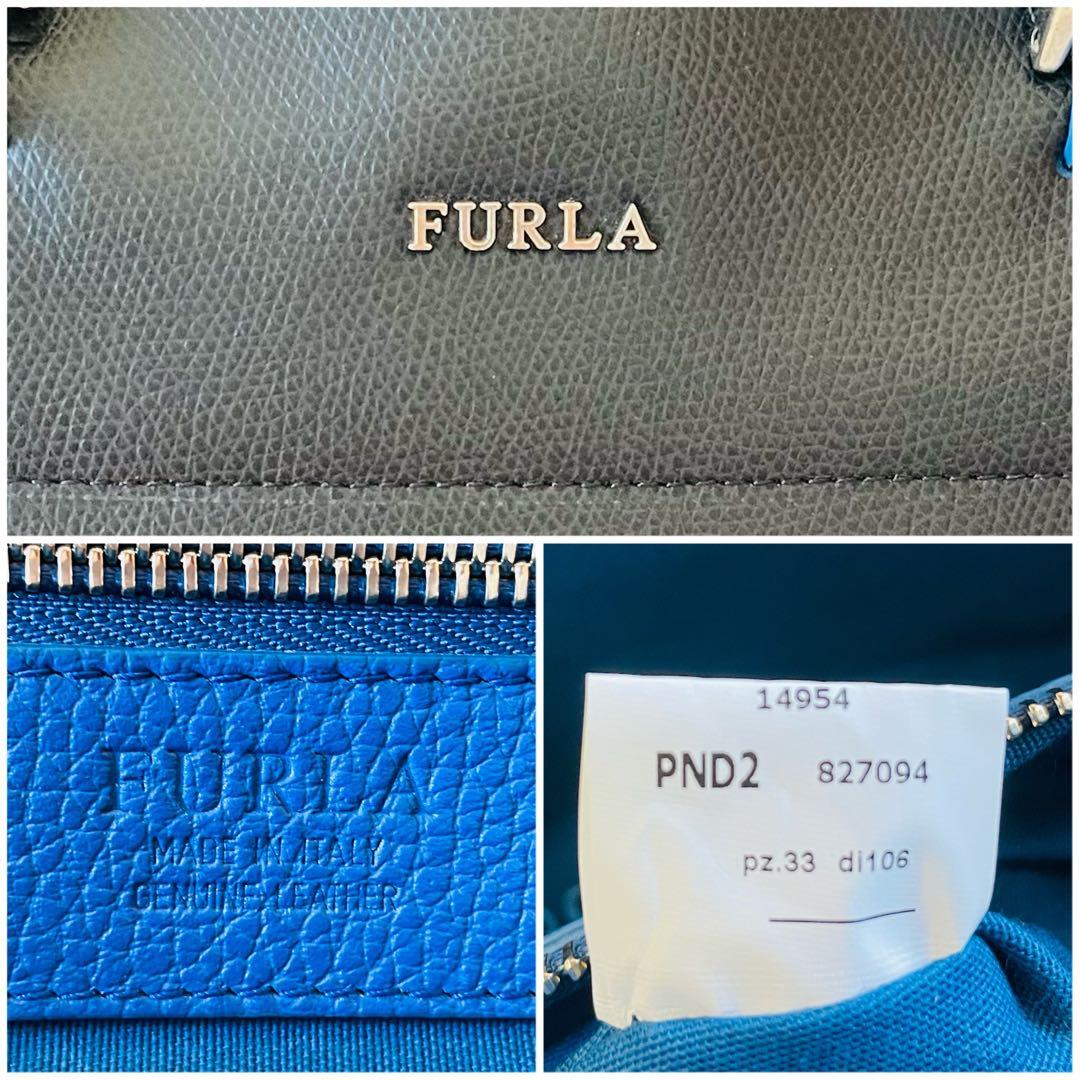 FURLA
FURLA
MADE IN ITALY
GENUINE LEATHER
14954
PND2 827094
pz.33 di106